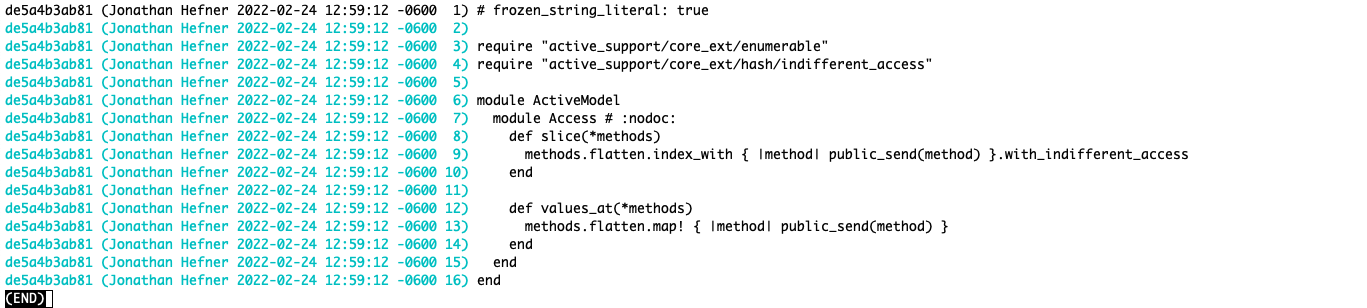 de5a4b3ab81 (Jonathan Hefner 2022-02-24 12:59:12 -0600  1) # frozen_string_literal: true
de5a4b3ab81 (Jonathan Hefner 2022-02-24 12:59:12 -0600  2)
de5a4b3ab81 (Jonathan Hefner 2022-02-24 12:59:12 -0600  3) require "active_support/core_ext/enumerable"
de5a4b3ab81 (Jonathan Hefner 2022-02-24 12:59:12 -0600  4) require "active_support/core_ext/hash/indifferent_access"
de5a4b3ab81 (Jonathan Hefner 2022-02-24 12:59:12 -0600  5)
de5a4b3ab81 (Jonathan Hefner 2022-02-24 12:59:12 -0600  6) module ActiveModel
de5a4b3ab81 (Jonathan Hefner 2022-02-24 12:59:12 -0600  7)   module Access # :nodoc:
de5a4b3ab81 (Jonathan Hefner 2022-02-24 12:59:12 -0600  8)     def slice(*methods)
de5a4b3ab81 (Jonathan Hefner 2022-02-24 12:59:12 -0600  9)       methods.flatten.index_with { |method| public_send(method) }.with_indifferent_access
de5a4b3ab81 (Jonathan Hefner 2022-02-24 12:59:12 -0600 10)     end
de5a4b3ab81 (Jonathan Hefner 2022-02-24 12:59:12 -0600 11)
de5a4b3ab81 (Jonathan Hefner 2022-02-24 12:59:12 -0600 12)     def values_at(*methods)
de5a4b3ab81 (Jonathan Hefner 2022-02-24 12:59:12 -0600 13)       methods.flatten.map! { |method| public_send(method) }
de5a4b3ab81 (Jonathan Hefner 2022-02-24 12:59:12 -0600 14)     end
de5a4b3ab81 (Jonathan Hefner 2022-02-24 12:59:12 -0600 15)   end
de5a4b3ab81 (Jonathan Hefner 2022-02-24 12:59:12 -0600 16) end
(END)